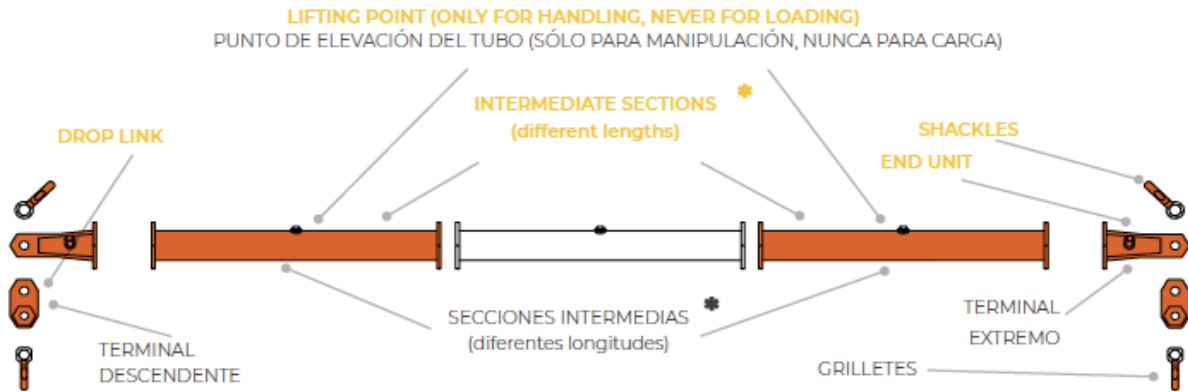 LIFTING POINT (ONLY FOR HANDLING, NEVER FOR LOADING)
PUNTO DE ELEVACIÓN DEL TUBO (SÓLO PARA MANIPULACIÓN, NUNCA PARA CARGA)
INTERMEDIATE SECTIONS *
(different lengths)
DROP LINK
SHACKLES
END UNIT
SECCIONES INTERMEDIAS *
(diferentes longitudes)
TERMINAL
DESCENDENTE
TERMINAL
EXTREMO
GRILLETES